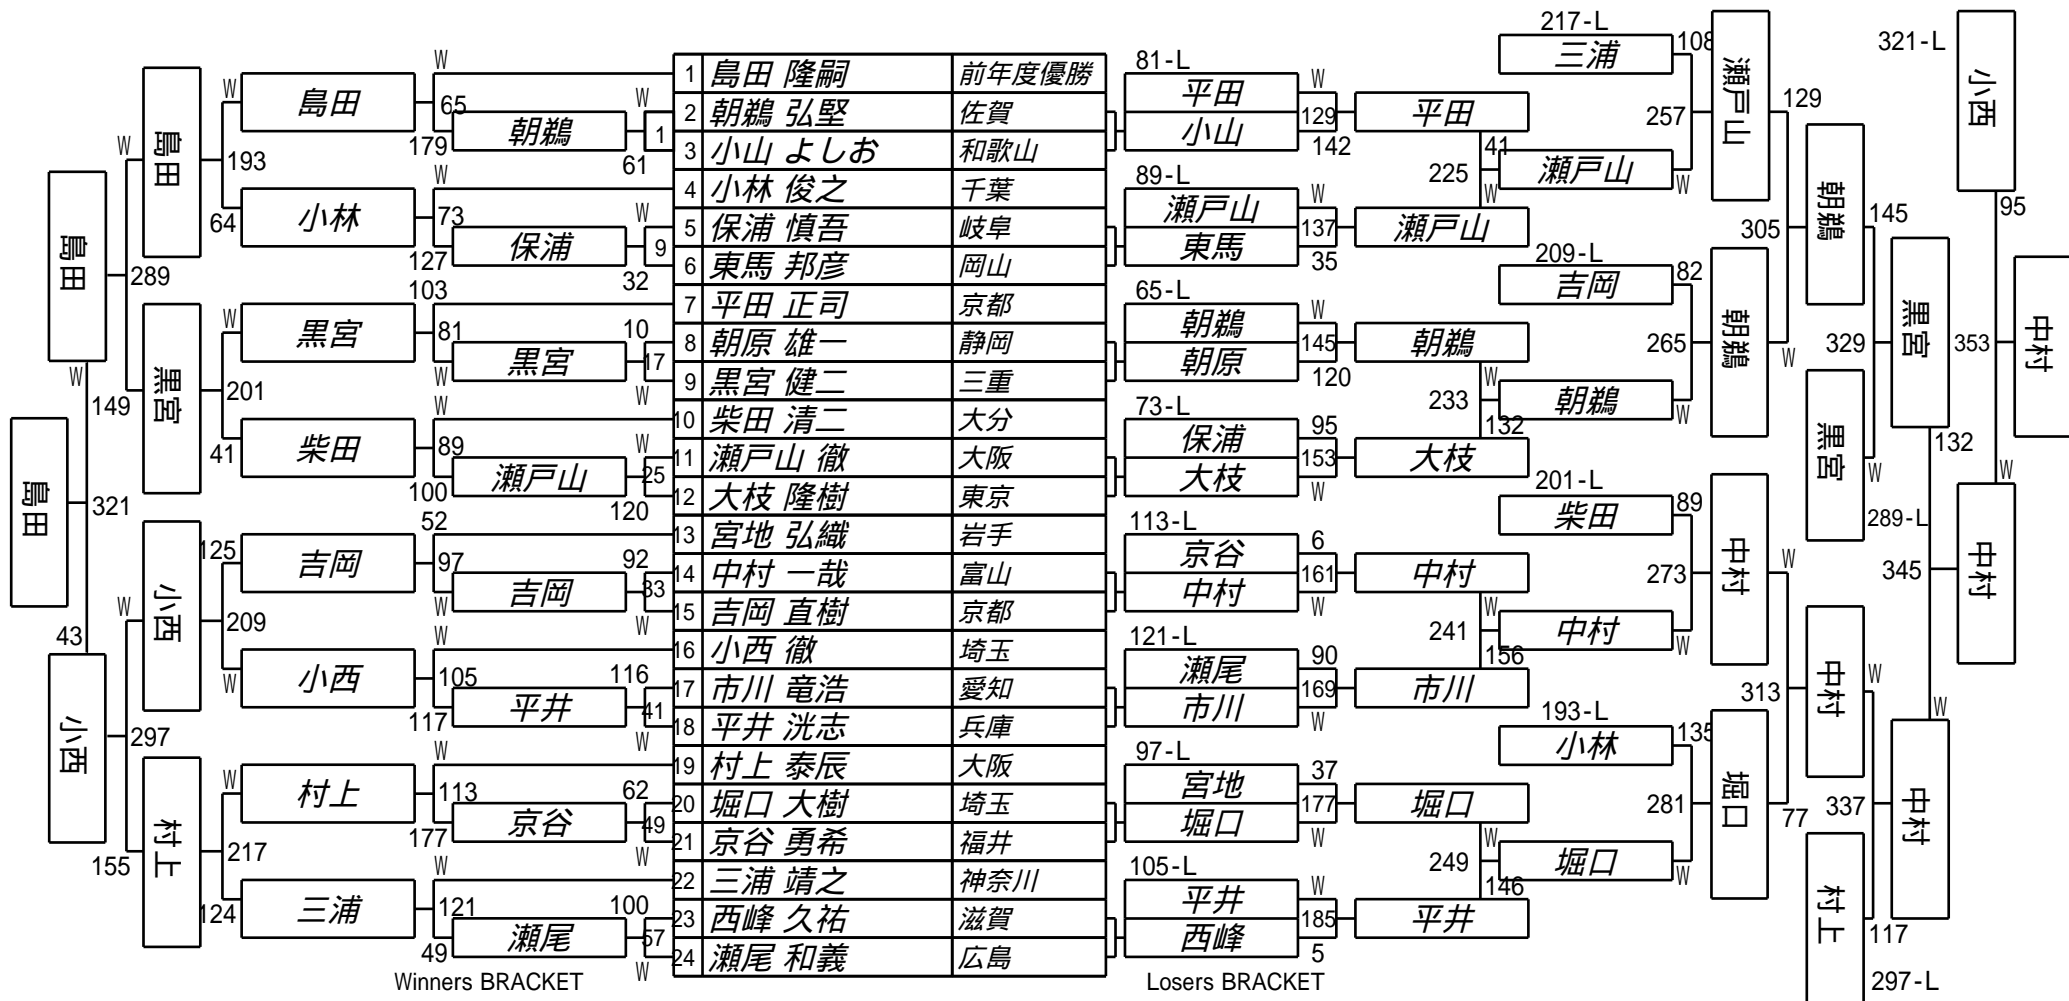 1 島田 隆嗣 前年度優勝
2 朝鵜 弘堅 佐賀
3 小山 よしお 和歌山
4 小林 俊之 千葉
5 保浦 慎吾 岐阜
6 東馬 邦彦 岡山
7 平田 正司 京都
8 朝原 雄一 静岡
9 黒宮 健二 三重
10 柴田 清二 大分
11 瀬戸山 徹 大阪
12 大枝 隆樹 東京
13 宮地 弘織 岩手
14 中村 一哉 富山
15 吉岡 直樹 京都
16 小西 徹 埼玉
17 市川 竜浩 愛知
18 平井 洸志 兵庫
19 村上 泰辰 大阪
20 堀口 大樹 埼玉
21 京谷 勇希 福井
22 三浦 靖之 神奈川
23 西峰 久祐 滋賀
24 瀬尾 和義 広島
W
1
61
W
9
32
10
17
W
W
25
120
92
33
W
116
41
W
62
49
W
100
57
W
朝鵜
保浦
黒宮
瀬戸山
吉岡
平井
京谷
瀬尾
W
65
179
W
73
127
103
81
W
W
89
100
52
97
W
W
105
117
W
113
177
W
121
49
島田
小林
黒宮
柴田
吉岡
小西
村上
三浦
W
193
64
W
201
41
125
209
W
W
217
124
島田
黒宮
小西
村上
W
289
149
W
297
155
島田
小西
W
321
43
島田
Winners BRACKET
81-L
平田
小山
W
129
142
89-L
瀬戸山
東馬
W
137
35
65-L
朝鵜
朝原
W
145
120
73-L
保浦
大枝
95
153
W
113-L
京谷
中村
6
161
W
121-L
瀬尾
市川
90
169
W
97-L
宮地
堀口
37
177
W
105-L
平井
西峰
W
185
5
平田
瀬戸山
朝鵜
大枝
中村
市川
堀口
平井
41
225
W
W
233
132
W
241
156
W
249
146
217-L
三浦
瀬戸山
209-L
吉岡
朝鵜
201-L
柴田
中村
193-L
小林
堀口
108
257
W
82
265
W
89
273
W
135
281
W
瀬戸山
朝鵜
中村
堀口
129
305
W
W
313
77
朝鵜
黒宮
289-L
中村
村上
297-L
145
329
W
W
337
117
黒宮
中村
132
345
W
321-L
小西
中村
95
353
W
中村
Losers BRACKET